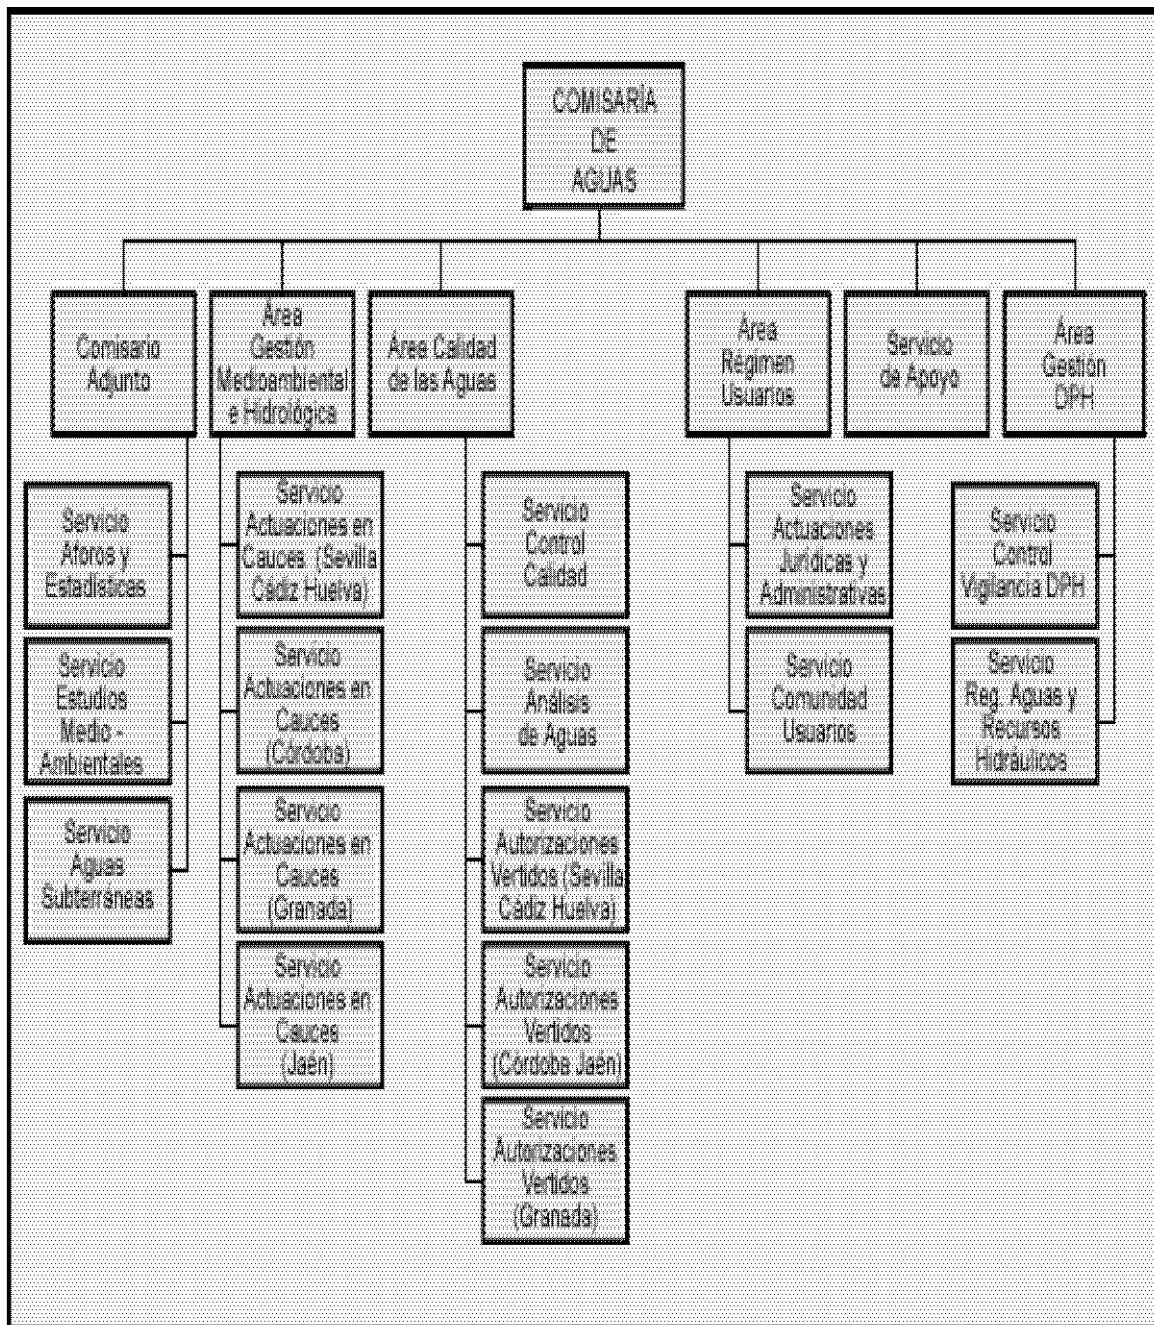 COMISARÍA
DE
AGUAS
Comisario
Adjunto
Área
Gestión
Medioambiental
e Hidrológica
Área Calidad
de las Aguas
Área
Régimen
Usuarios
Servicio
de Apoyo
Área
Gestión
DPH
Servicio
Aforos y
Estadísticas
Servicio
Estudios
Medio -
Ambientales
Servicio
Aguas
Subterráneas
Servicio
Actuaciones en
Cauces (Sevilla
Cádiz Huelva)
Servicio
Actuaciones en
Cauces
(Córdoba)
Servicio
Actuaciones en
Cauces
(Granada)
Servicio
Actuaciones en
Cauces
(Jaén)
Servicio
Control
Calidad
Servicio
Análisis
de Aguas
Servicio
Autorizaciones
Vertidos (Sevilla
Cádiz Huelva)
Servicio
Autorizaciones
Vertidos
(Córdoba Jaén)
Servicio
Autorizaciones
Vertidos
(Granada)
Servicio
Actuaciones
Jurídicas y
Administrativas
Servicio
Comunidad
Usuarios
Servicio
Control
Vigilancia DPH
Servicio
Reg. Aguas y
Recursos
Hidráulicos